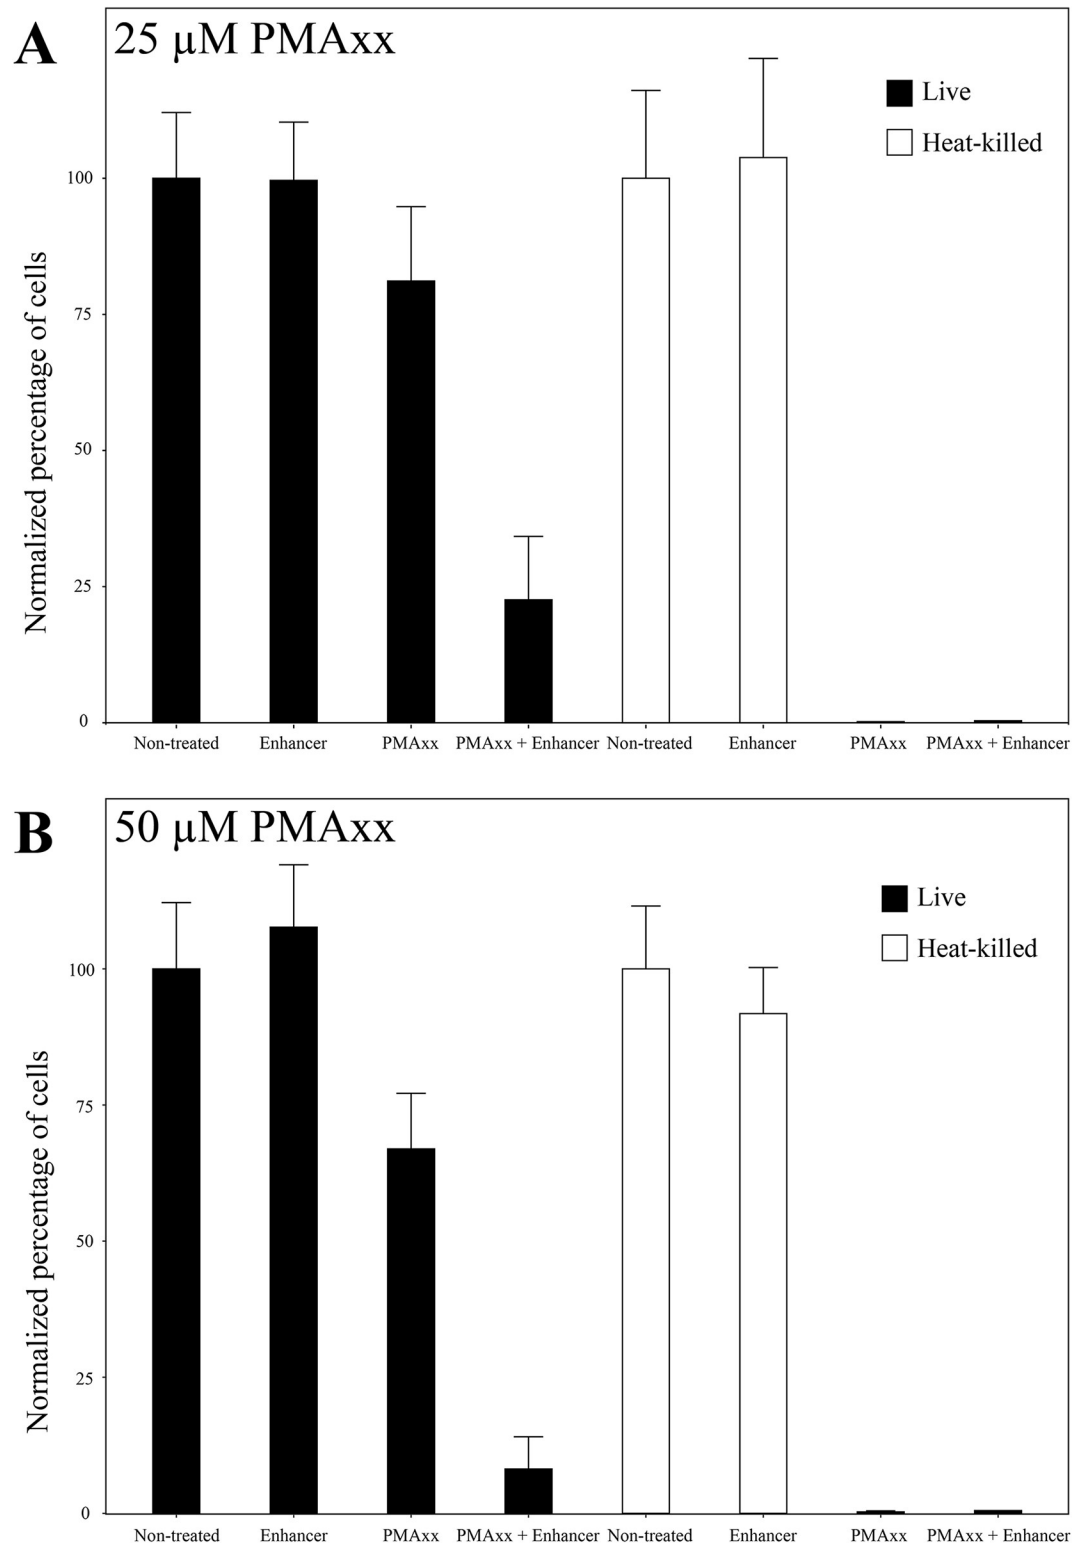 A
25 µM PMAxx
Live
Heat-killed
Normalized percentage of cells
100
75
50
25
0
Non-treated Enhancer PMAxx PMAxx + Enhancer Non-treated Enhancer PMAxx PMAxx + Enhancer
B
50 µM PMAxx
Live
Heat-killed
Normalized percentage of cells
100
75
50
25
0
Non-treated Enhancer PMAxx PMAxx + Enhancer Non-treated Enhancer PMAxx PMAxx + Enhancer